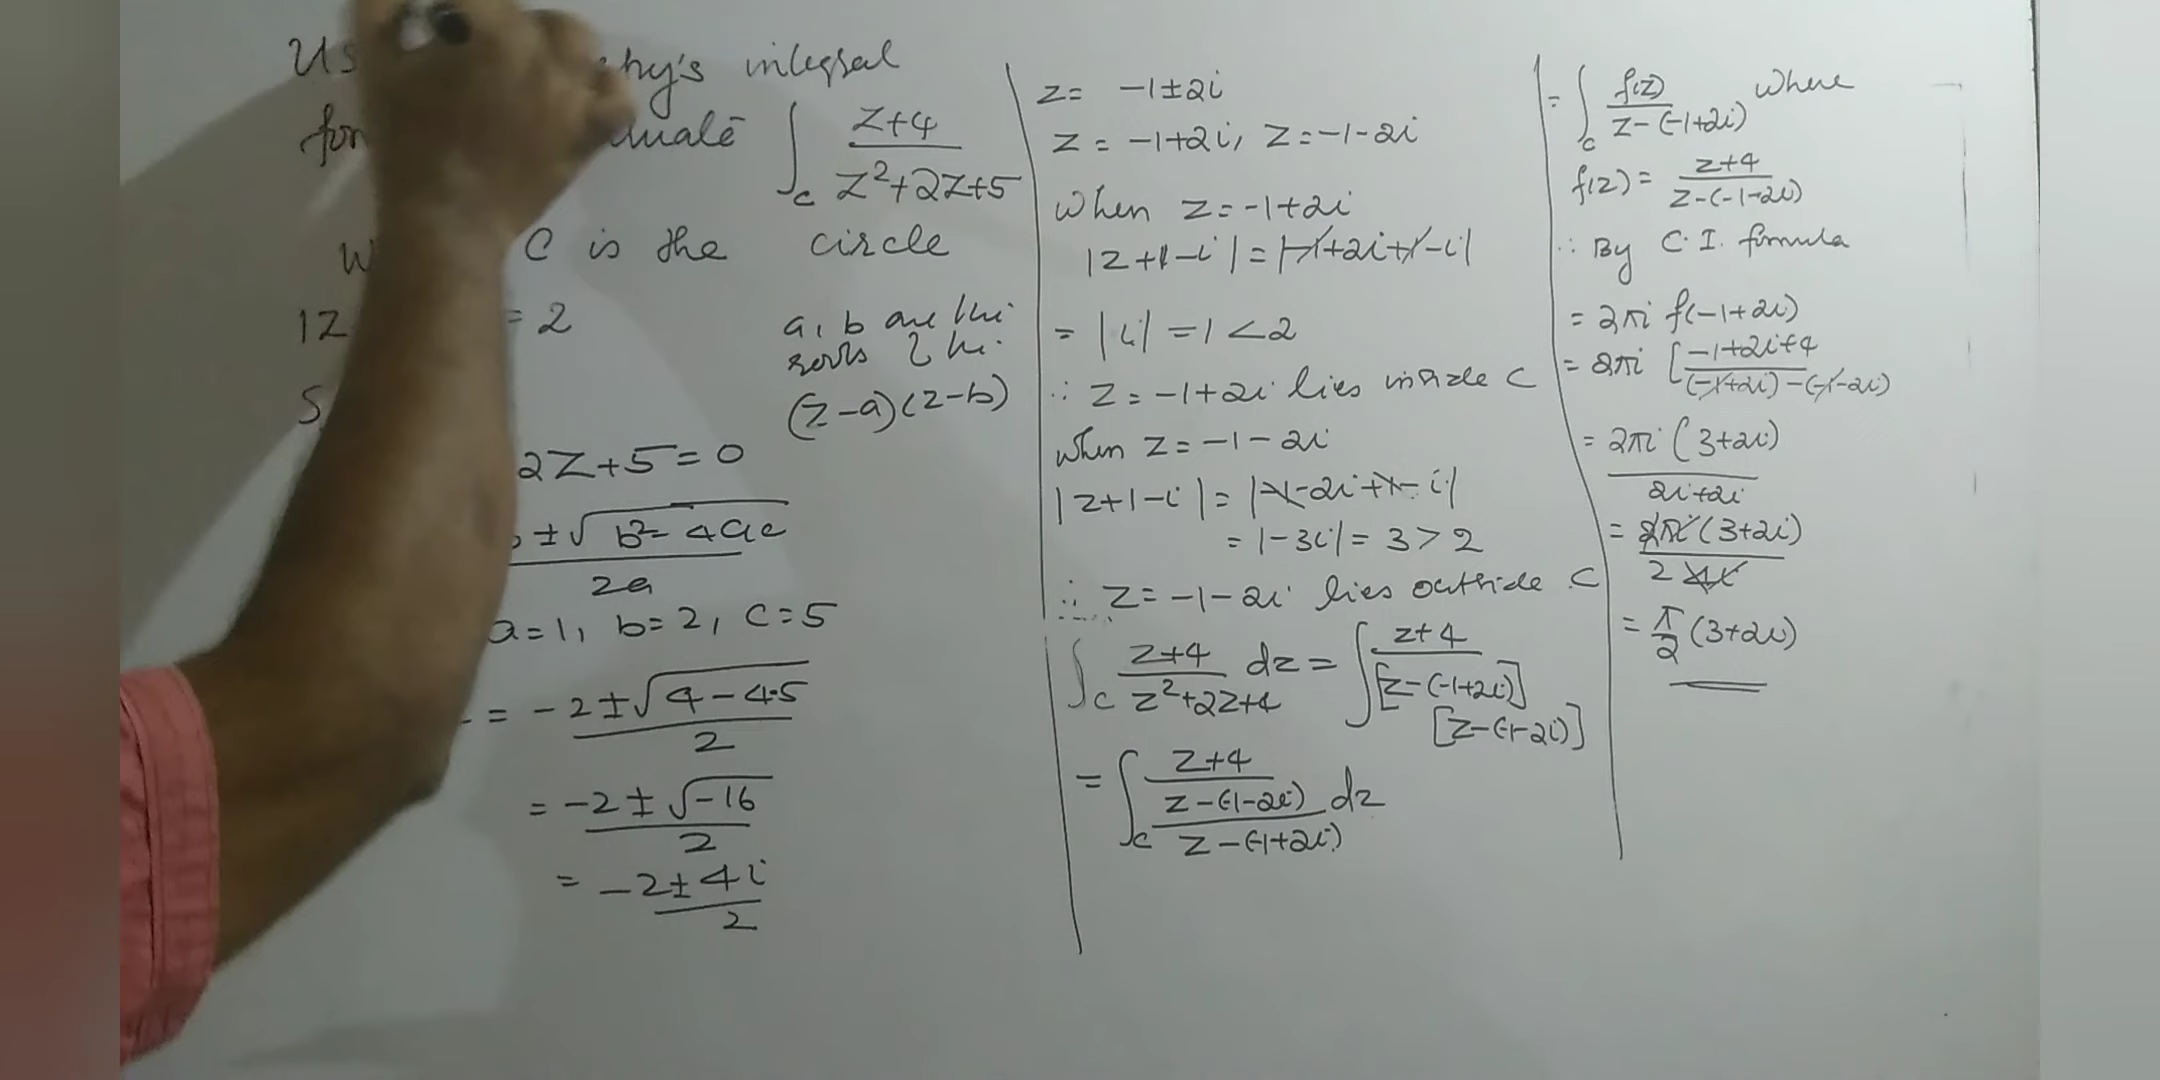 Us hy's integral
for uate ∫c z+4 / z²+2z+5
C is the circle
|z = 2
S
a, b are the
roots
(z-a)(z-b)
2z+5=0
± √b²-4ac / 2a
a=1, b=2, c=5
= -2±√4-4·5 / 2
= -2±√-16 / 2
= -2±4i / 2
z= -1±2i
z = -1+2i, z=-1-2i
When z=-1+2i
|z+1-i| = |-1+2i+1-i|
= |i| = 1 < 2
∴ z = -1+2i lies inside C
When z=-1-2i
|z+1-i| = |-1-2i+1-i|
= |-3i| = 3 > 2
∴ z=-1-2i lies outside C
∫c z+4 / z²+2z+4 dz = ∫ z+4 / [z-(-1+2i)]
[z-(-1-2i)]
= ∫c z+4 / z-(-1-2i) / z-(-1+2i) dz
= ∫c f(z) / z-(-1+2i) where
f(z) = z+4 / z-(-1-2i)
∴ By C.I. formula
= 2πi f(-1+2i)
= 2πi [-1+2i+4 / (-1+2i)-(-1-2i)
= 2πi (3+2i) / 2i+2i
= 2πi (3+2i) / 2 4i
= π/2 (3+2i)